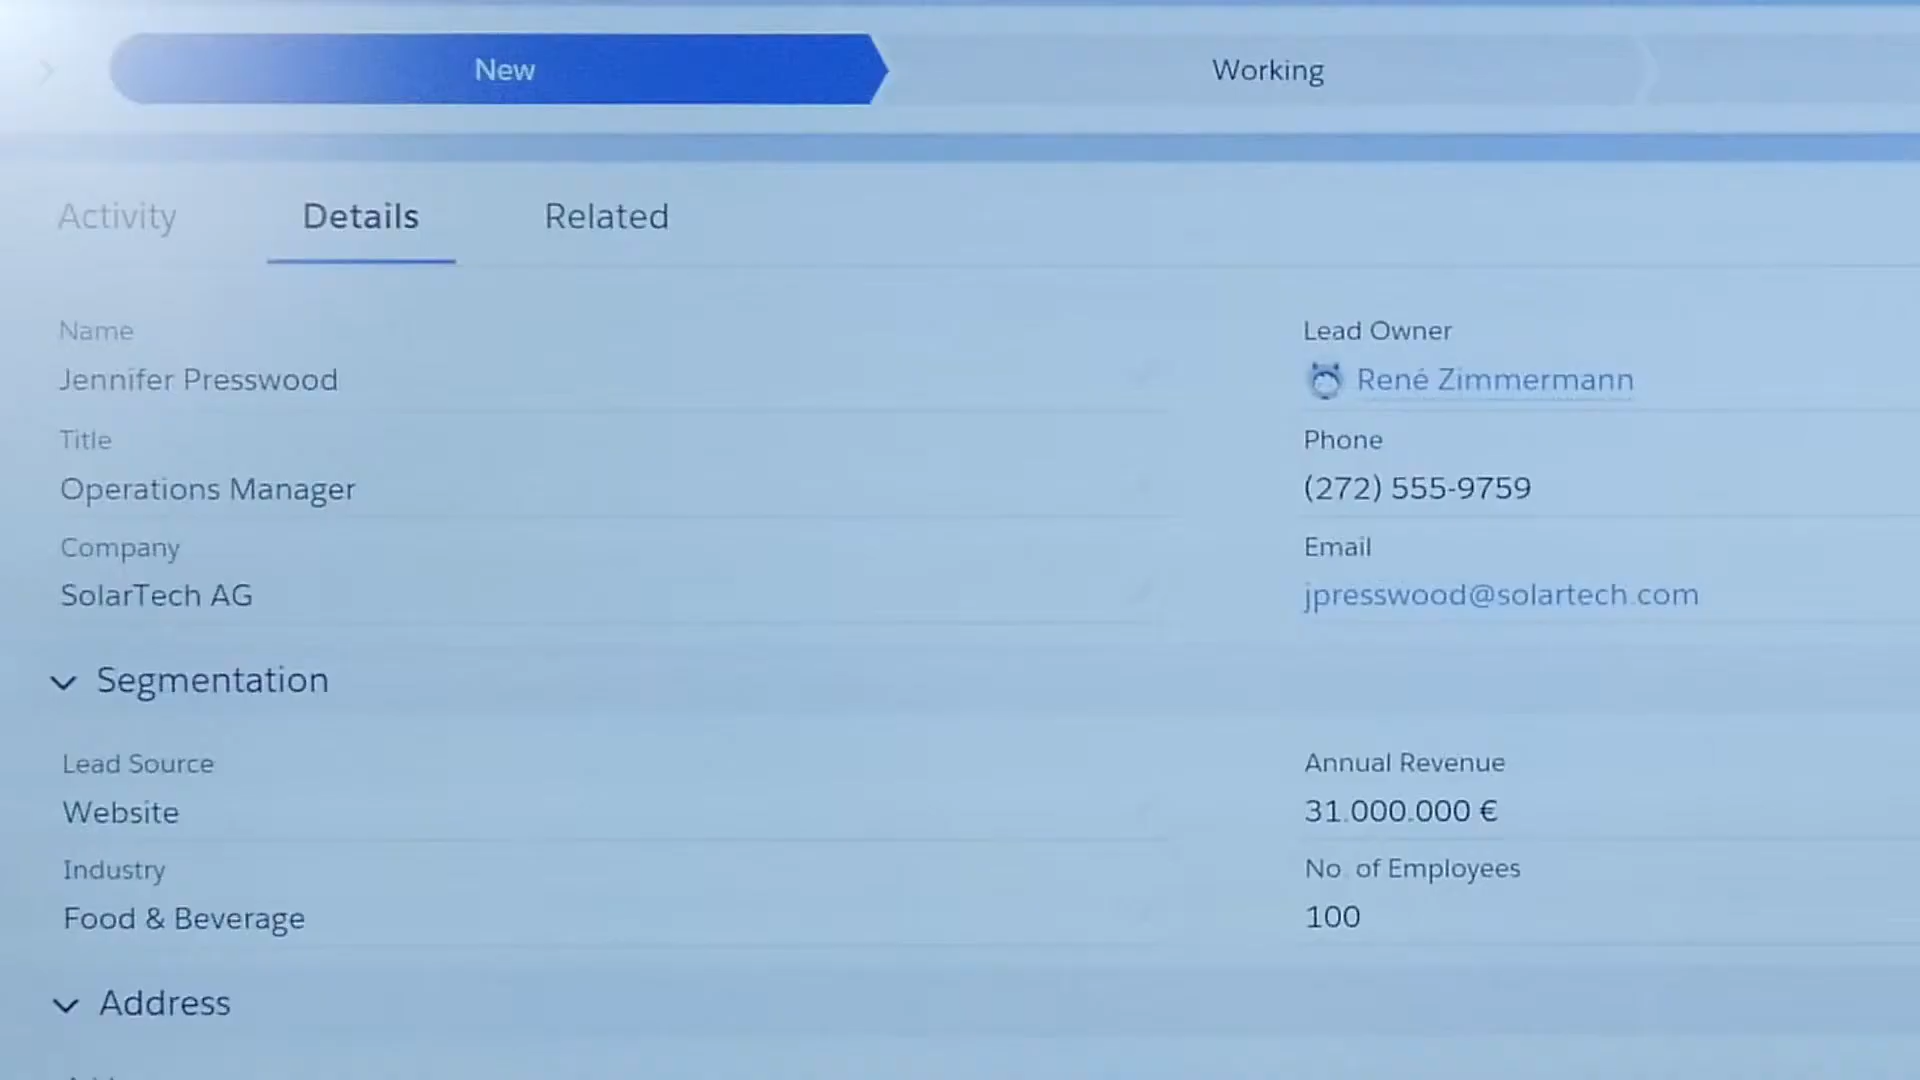 New
Working
Activity
Details
Related
Name
Jennifer Presswood
Lead Owner
René Zimmermann
Title
Operations Manager
Phone
(272) 555-9759
Company
SolarTech AG
Email
jpresswood@solartech.com
Segmentation
Lead Source
Website
Annual Revenue
31.000.000 €
Industry
Food & Beverage
No. of Employees
100
Address